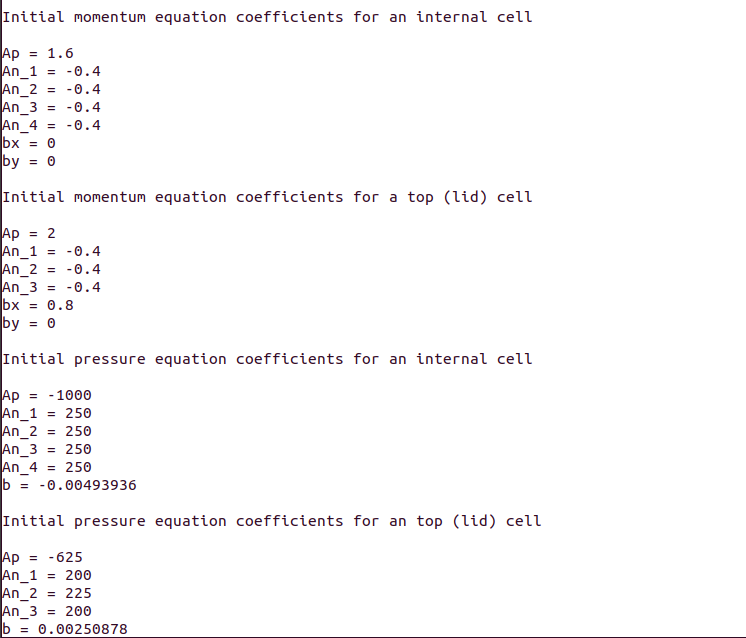 Initial momentum equation coefficients for an internal cell
Ap = 1.6
An_1 = -0.4
An_2 = -0.4
An_3 = -0.4
An_4 = -0.4
bx = 0
by = 0
Initial momentum equation coefficients for a top (lid) cell
Ap = 2
An_1 = -0.4
An_2 = -0.4
An_3 = -0.4
bx = 0.8
by = 0
Initial pressure equation coefficients for an internal cell
Ap = -1000
An_1 = 250
An_2 = 250
An_3 = 250
An_4 = 250
b = -0.00493936
Initial pressure equation coefficients for an top (lid) cell
Ap = -625
An_1 = 200
An_2 = 225
An_3 = 200
b = 0.00250878